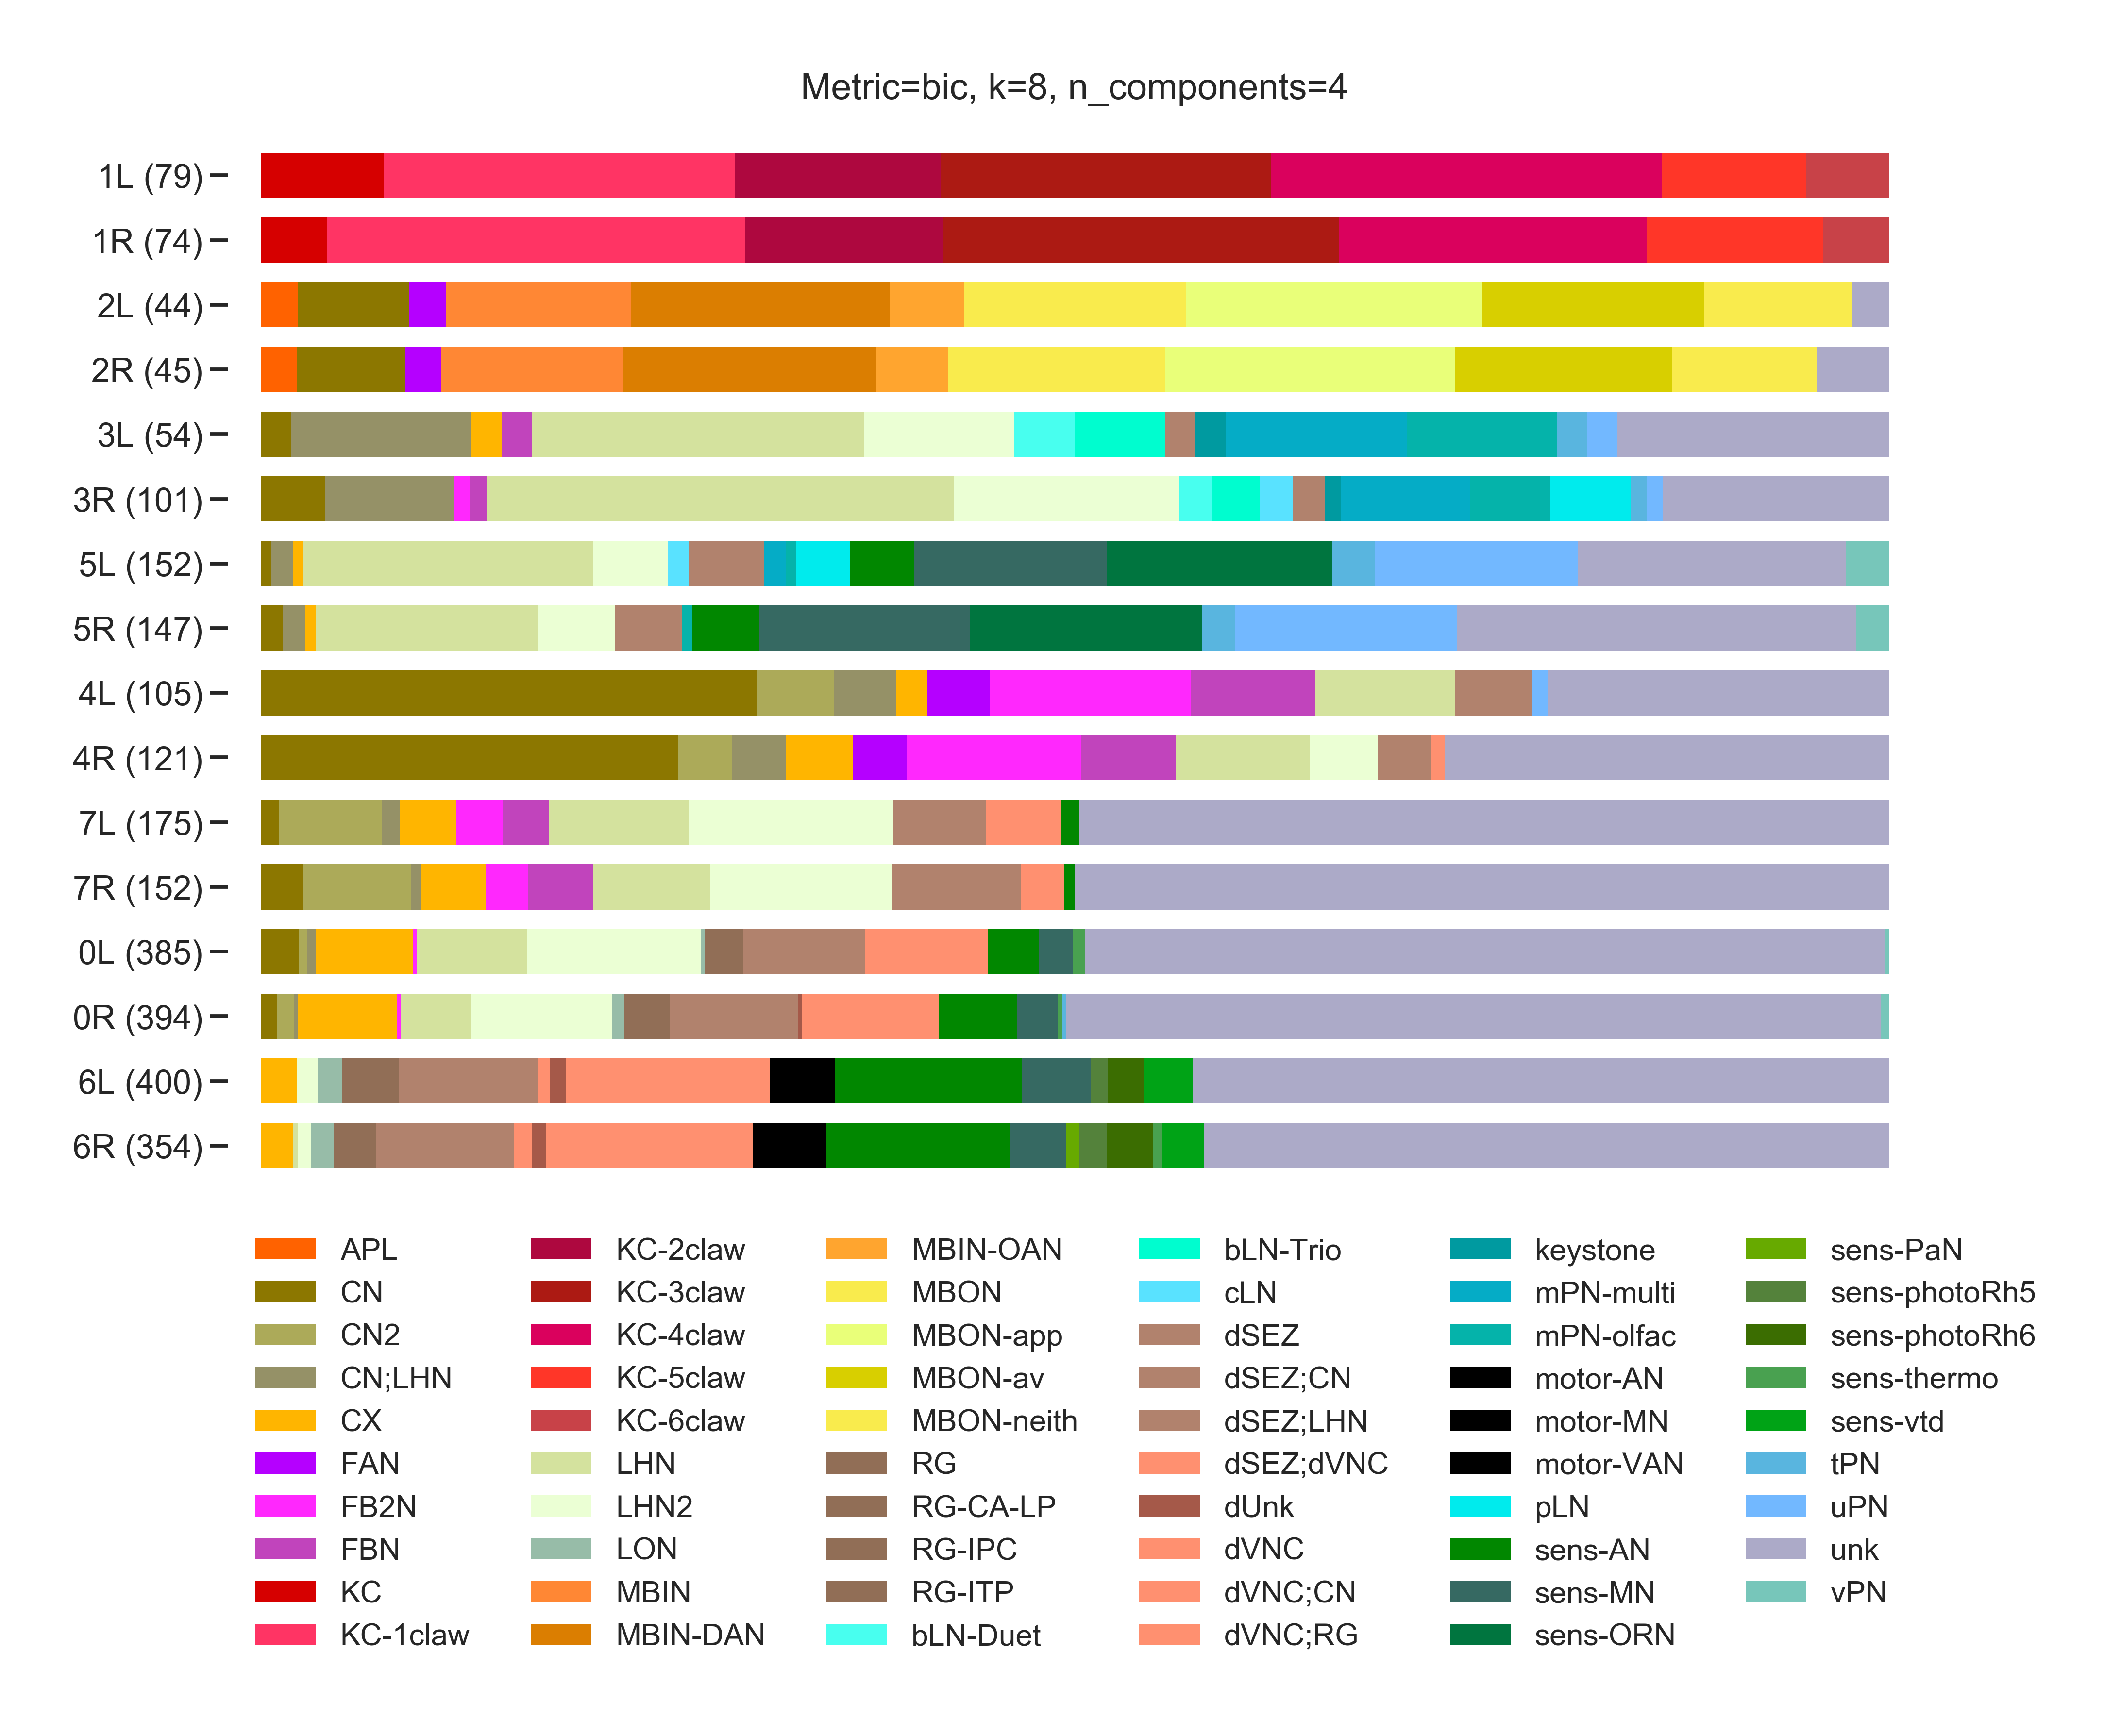 Metric=bic, k=8, n_components=4
1L (79)
1R (74)
2L (44)
2R (45)
3L (54)
3R (101)
5L (152)
5R (147)
4L (105)
4R (121)
7L (175)
7R (152)
0L (385)
0R (394)
6L (400)
6R (354)
APL
CN
CN2
CN;LHN
CX
FAN
FB2N
FBN
KC
KC-1claw
KC-2claw
KC-3claw
KC-4claw
KC-5claw
KC-6claw
LHN
LHN2
LON
MBIN
MBIN-DAN
MBIN-OAN
MBON
MBON-app
MBON-av
MBON-neith
RG
RG-CA-LP
RG-IPC
RG-ITP
bLN-Duet
bLN-Trio
cLN
dSEZ
dSEZ;CN
dSEZ;LHN
dSEZ;dVNC
dUnk
dVNC
dVNC;CN
dVNC;RG
keystone
mPN-multi
mPN-olfac
motor-AN
motor-MN
motor-VAN
pLN
sens-AN
sens-MN
sens-ORN
sens-PaN
sens-photoRh5
sens-photoRh6
sens-thermo
sens-vtd
tPN
uPN
unk
vPN